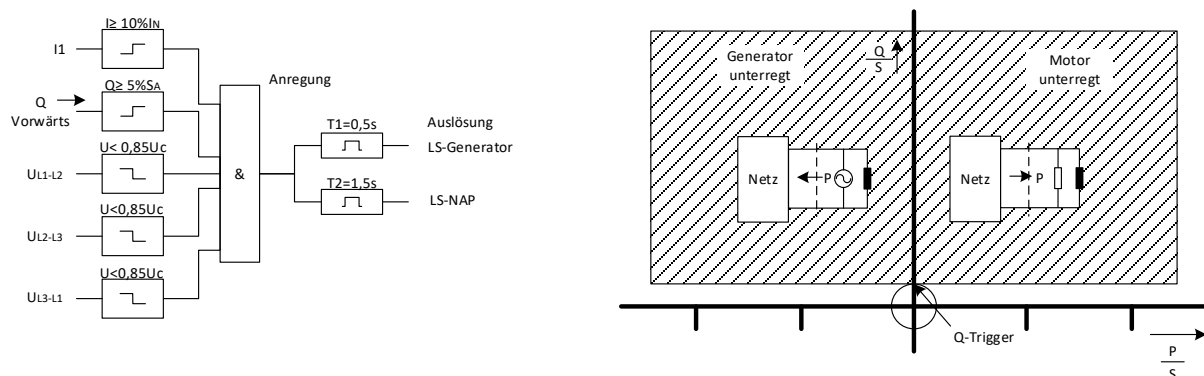 I≥ 10%IN
I1
Q≥ 5%SA
Q
Vorwärts
U< 0,85Uc
UL1-L2
U<0,85Uc
UL2-L3
U<0,85Uc
UL3-L1
&
Anregung
T1=0,5s
T2=1,5s
Auslösung
LS-Generator
LS-NAP
Generator
unterregt
Q
S
Motor
unterregt
Netz
P
Netz
P
Q-Trigger
P
S